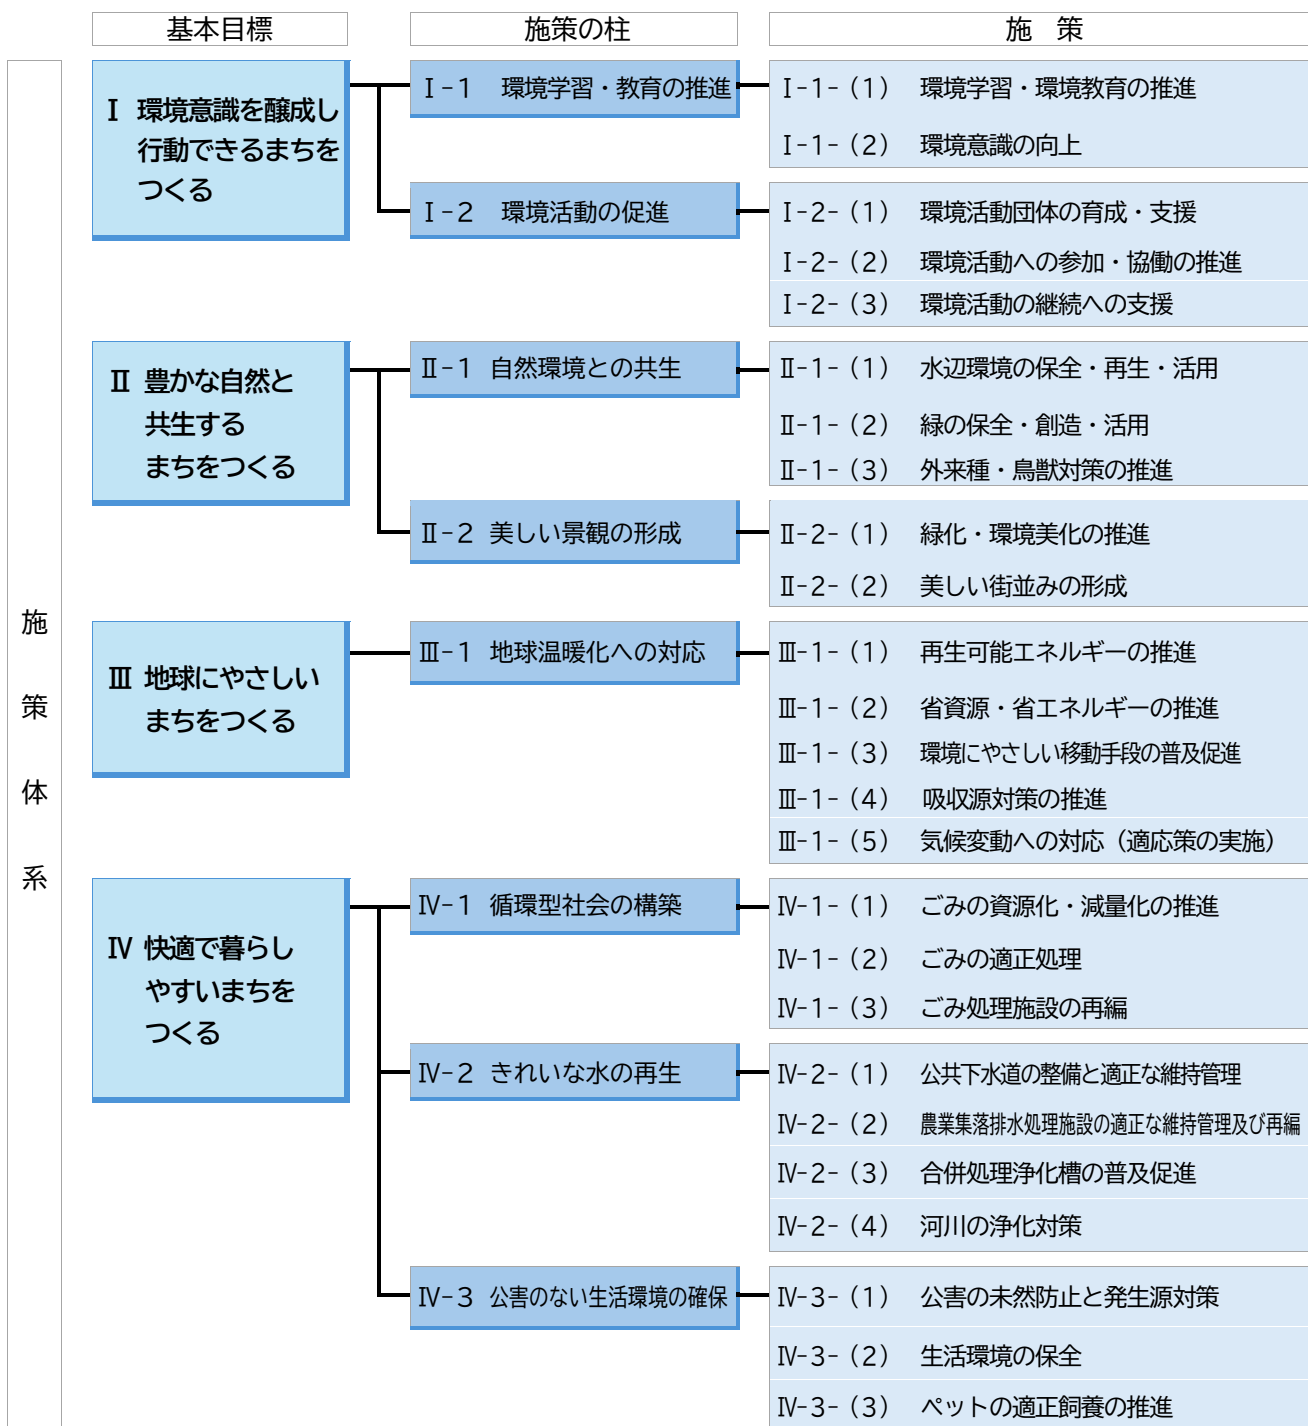 基本目標
施策の柱
施　策
施策体系
Ⅰ 環境意識を醸成し
行動できるまちを
つくる
Ⅰ-1　環境学習・教育の推進
Ⅰ-1-（1）　環境学習・環境教育の推進
Ⅰ-1-（2）　環境意識の向上
Ⅰ-2　環境活動の促進
Ⅰ-2-（1）　環境活動団体の育成・支援
Ⅰ-2-（2）　環境活動への参加・協働の推進
Ⅰ-2-（3）　環境活動の継続への支援
Ⅱ 豊かな自然と
共生する
まちをつくる
Ⅱ-1 自然環境との共生
Ⅱ-1-（1）　水辺環境の保全・再生・活用
Ⅱ-1-（2）　緑の保全・創造・活用
Ⅱ-1-（3）　外来種・鳥獣対策の推進
Ⅱ-2 美しい景観の形成
Ⅱ-2-（1）　緑化・環境美化の推進
Ⅱ-2-（2）　美しい街並みの形成
Ⅲ 地球にやさしい
まちをつくる
Ⅲ-1 地球温暖化への対応
Ⅲ-1-（1）　再生可能エネルギーの推進
Ⅲ-1-（2）　省資源・省エネルギーの推進
Ⅲ-1-（3）　環境にやさしい移動手段の普及促進
Ⅲ-1-（4）　吸収源対策の推進
Ⅲ-1-（5）　気候変動への対応（適応策の実施）
Ⅳ 快適で暮らし
やすいまちを
つくる
Ⅳ-1 循環型社会の構築
Ⅳ-1-（1）　ごみの資源化・減量化の推進
Ⅳ-1-（2）　ごみの適正処理
Ⅳ-1-（3）　ごみ処理施設の再編
Ⅳ-2 きれいな水の再生
Ⅳ-2-（1）　公共下水道の整備と適正な維持管理
Ⅳ-2-（2）　農業集落排水処理施設の適正な維持管理及び再編
Ⅳ-2-（3）　合併処理浄化槽の普及促進
Ⅳ-2-（4）　河川の浄化対策
Ⅳ-3 公害のない生活環境の確保
Ⅳ-3-（1）　公害の未然防止と発生源対策
Ⅳ-3-（2）　生活環境の保全
Ⅳ-3-（3）　ペットの適正飼養の推進